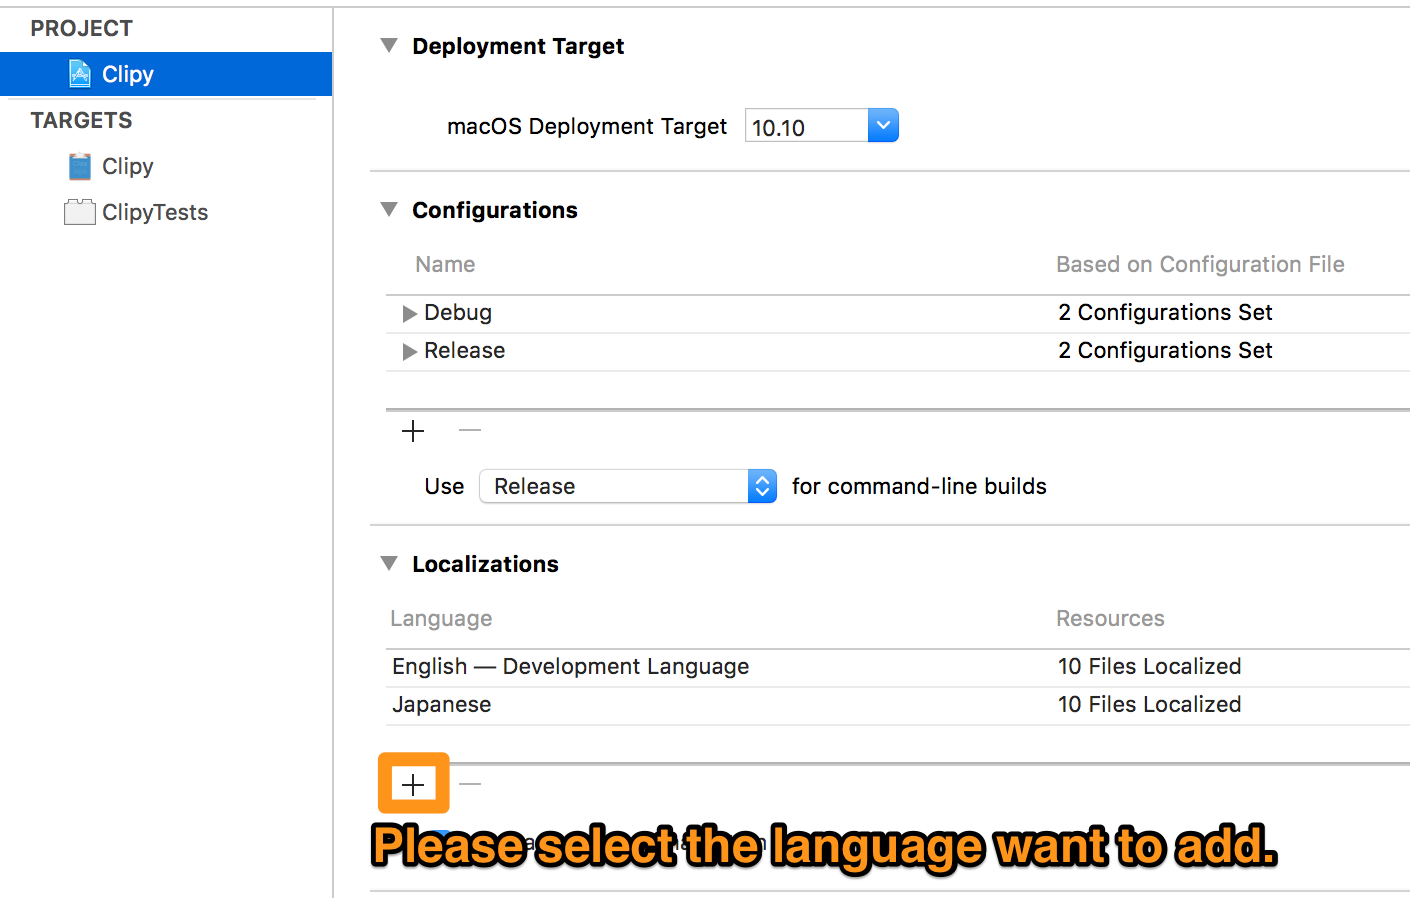 PROJECT
Clipy
TARGETS
Clipy
ClipyTests
Deployment Target
macOS Deployment Target 10.10
Configurations
Name Based on Configuration File
Debug 2 Configurations Set
Release 2 Configurations Set
Use Release for command-line builds
Localizations
Language Resources
English — Development Language 10 Files Localized
Japanese 10 Files Localized
Please select the language want to add.